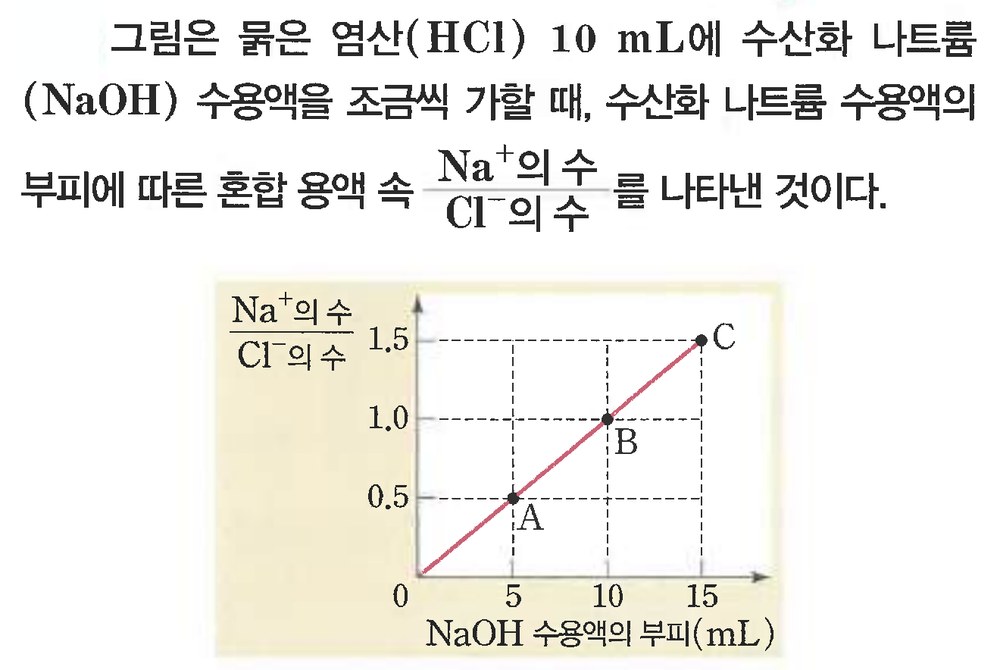 그림은 묽은 염산(HCl) 10 mL에 수산화 나트륨
(NaOH) 수용액을 조금씩 가할 때, 수산화 나트륨 수용액의
부피에 따른 혼합 용액 속 Na⁺의 수/Cl⁻의 수 를 나타낸 것이다.
Na⁺의 수
Cl⁻의 수
1.5
C
1.0
B
0.5
A
0 5 10 15
NaOH 수용액의 부피(mL)